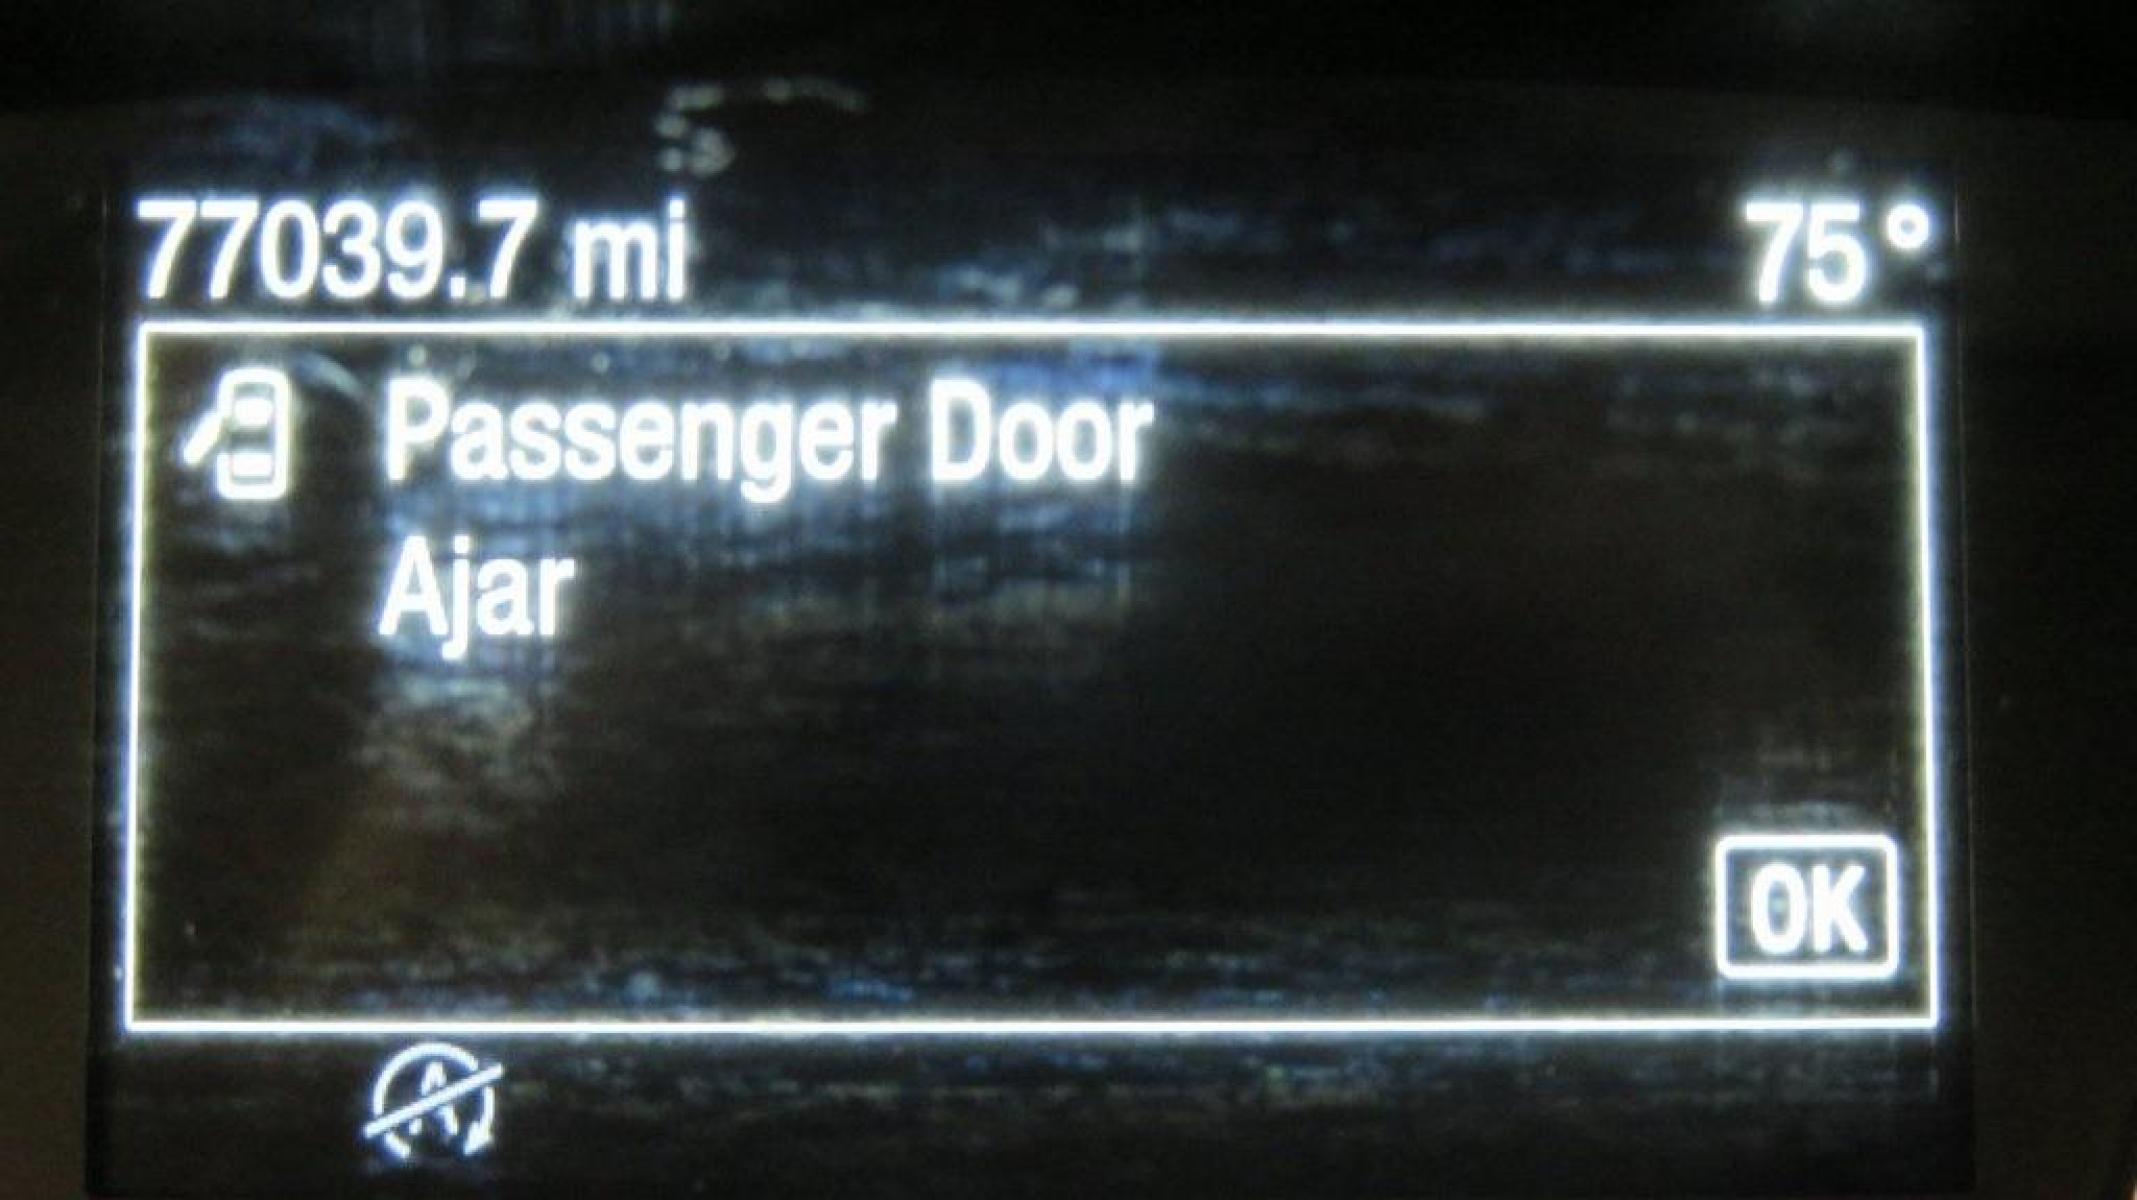 77039.7 mi 75°
Passenger Door
Ajar
OK
A